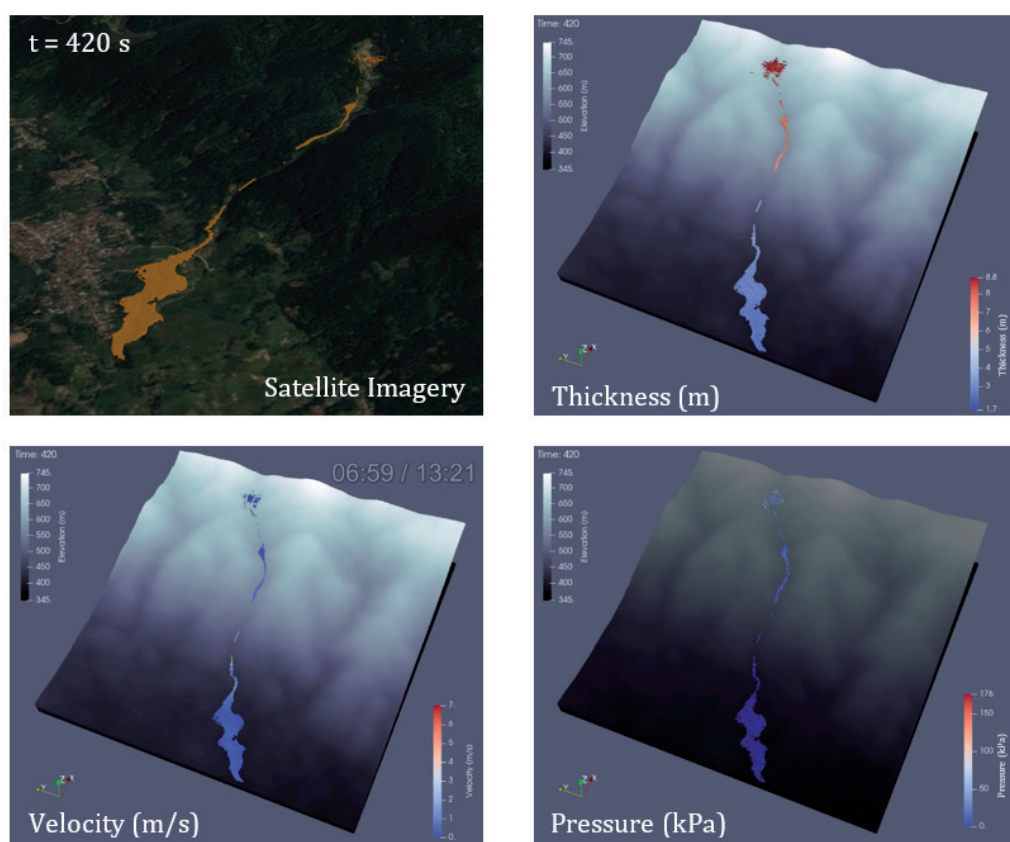 t = 420 s
Satellite Imagery
Time: 420
745.
700
650
600
550
500
450
400
345.
Elevation (m)
8.8
8
7
6
5
4
3
1.7
Thickness (m)
Y Z X
Thickness (m)
Time: 420
06:59 / 13:21
745.
700
650
600
550
500
450
400
345.
Elevation (m)
7.
6
5
4
3
2
1
0.
Velocity (m/s)
Y Z X
Velocity (m/s)
Time: 420
745.
700
650
600
550
500
450
400
345.
Elevation (m)
176.
150
100
50
0.
Pressure (kPa)
Y Z X
Pressure (kPa)